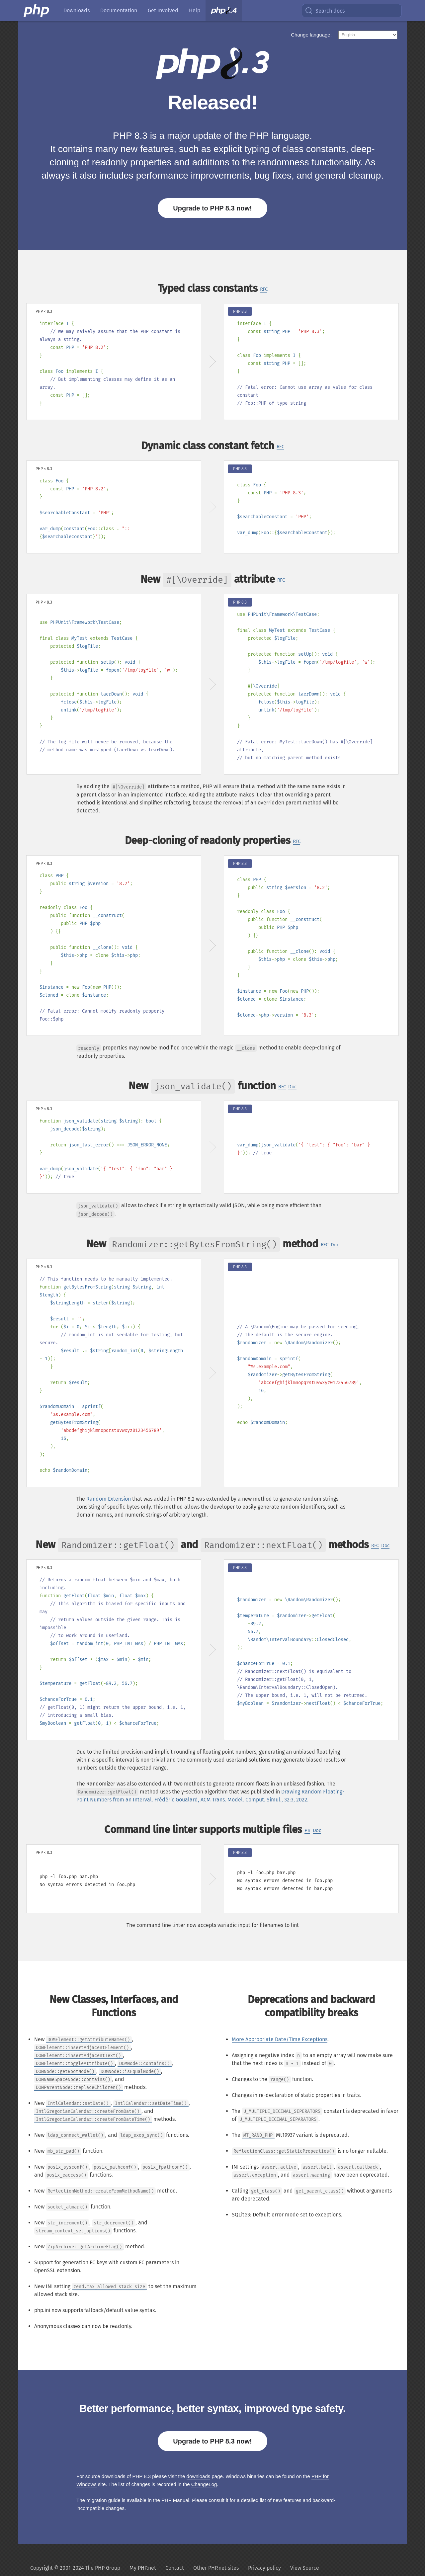 php
Downloads
Documentation
Get Involved
Help
php 8.4
Search docs
Change language:
English
php 8.3
Released!
PHP 8.3 is a major update of the PHP language.
It contains many new features, such as explicit typing of class constants, deep-
cloning of readonly properties and additions to the randomness functionality. As
always it also includes performance improvements, bug fixes, and general cleanup.
Upgrade to PHP 8.3 now!
Typed class constants RFC
PHP < 8.3
interface I {
// We may naively assume that the PHP constant is
always a string.
const PHP = 'PHP 8.2';
}
class Foo implements I {
// But implementing classes may define it as an
array.
const PHP = [];
}
PHP 8.3
interface I {
const string PHP = 'PHP 8.3';
}
class Foo implements I {
const string PHP = [];
}
// Fatal error: Cannot use array as value for class
constant
// Foo::PHP of type string
Dynamic class constant fetch RFC
PHP < 8.3
class Foo {
const PHP = 'PHP 8.2';
}
$searchableConstant = 'PHP';
var_dump(constant(Foo::class . "::
{$searchableConstant}"));
PHP 8.3
class Foo {
const PHP = 'PHP 8.3';
}
$searchableConstant = 'PHP';
var_dump(Foo::{$searchableConstant});
New #[\Override] attribute RFC
PHP < 8.3
use PHPUnit\Framework\TestCase;
final class MyTest extends TestCase {
protected $logFile;
protected function setUp(): void {
$this->logFile = fopen('/tmp/logfile', 'w');
}
protected function taerDown(): void {
fclose($this->logFile);
unlink('/tmp/logfile');
}
}
// The log file will never be removed, because the
// method name was mistyped (taerDown vs tearDown).
PHP 8.3
use PHPUnit\Framework\TestCase;
final class MyTest extends TestCase {
protected $logFile;
protected function setUp(): void {
$this->logFile = fopen('/tmp/logfile', 'w');
}
#[\Override]
protected function taerDown(): void {
fclose($this->logFile);
unlink('/tmp/logfile');
}
}
// Fatal error: MyTest::taerDown() has #[\Override]
attribute,
// but no matching parent method exists
By adding the #[\Override] attribute to a method, PHP will ensure that a method with the same name exists in
a parent class or in an implemented interface. Adding the attribute makes it clear that overriding a parent
method is intentional and simplifies refactoring, because the removal of an overridden parent method will be
detected.
Deep-cloning of readonly properties RFC
PHP < 8.3
class PHP {
public string $version = '8.2';
}
readonly class Foo {
public function __construct(
public PHP $php
) {}
public function __clone(): void {
$this->php = clone $this->php;
}
}
$instance = new Foo(new PHP());
$cloned = clone $instance;
// Fatal error: Cannot modify readonly property
Foo::$php
PHP 8.3
class PHP {
public string $version = '8.2';
}
readonly class Foo {
public function __construct(
public PHP $php
) {}
public function __clone(): void {
$this->php = clone $this->php;
}
}
$instance = new Foo(new PHP());
$cloned = clone $instance;
$cloned->php->version = '8.3';
readonly properties may now be modified once within the magic __clone method to enable deep-cloning of
readonly properties.
New json_validate() function RFC Doc
PHP < 8.3
function json_validate(string $string): bool {
json_decode($string);
return json_last_error() === JSON_ERROR_NONE;
}
var_dump(json_validate('{ "test": { "foo": "bar" }
}')); // true
PHP 8.3
var_dump(json_validate('{ "test": { "foo": "bar" }
}')); // true
json_validate() allows to check if a string is syntactically valid JSON, while being more efficient than
json_decode().
New Randomizer::getBytesFromString() method RFC Doc
PHP < 8.3
// This function needs to be manually implemented.
function getBytesFromString(string $string, int
$length) {
$stringLength = strlen($string);
$result = '';
for ($i = 0; $i < $length; $i++) {
// random_int is not seedable for testing, but
secure.
$result .= $string[random_int(0, $stringLength
- 1)];
}
return $result;
}
$randomDomain = sprintf(
"%s.example.com",
getBytesFromString(
'abcdefghijklmnopqrstuvwxyz0123456789',
16,
),
);
echo $randomDomain;
PHP 8.3
// A \Random\Engine may be passed for seeding,
// the default is the secure engine.
$randomizer = new \Random\Randomizer();
$randomDomain = sprintf(
"%s.example.com",
$randomizer->getBytesFromString(
'abcdefghijklmnopqrstuvwxyz0123456789',
16,
),
);
echo $randomDomain;
The Random Extension that was added in PHP 8.2 was extended by a new method to generate random strings
consisting of specific bytes only. This method allows the developer to easily generate random identifiers, such as
domain names, and numeric strings of arbitrary length.
New Randomizer::getFloat() and Randomizer::nextFloat() methods RFC Doc
PHP < 8.3
// Returns a random float between $min and $max, both
including.
function getFloat(float $min, float $max) {
// This algorithm is biased for specific inputs and
may
// return values outside the given range. This is
impossible
// to work around in userland.
$offset = random_int(0, PHP_INT_MAX) / PHP_INT_MAX;
return $offset * ($max - $min) + $min;
}
$temperature = getFloat(-89.2, 56.7);
$chanceForTrue = 0.1;
// getFloat(0, 1) might return the upper bound, i.e. 1,
// introducing a small bias.
$myBoolean = getFloat(0, 1) < $chanceForTrue;
PHP 8.3
$randomizer = new \Random\Randomizer();
$temperature = $randomizer->getFloat(
-89.2,
56.7,
\Random\IntervalBoundary::ClosedClosed,
);
$chanceForTrue = 0.1;
// Randomizer::nextFloat() is equivalent to
// Randomizer::getFloat(0, 1,
\Random\IntervalBoundary::ClosedOpen).
// The upper bound, i.e. 1, will not be returned.
$myBoolean = $randomizer->nextFloat() < $chanceForTrue;
Due to the limited precision and implicit rounding of floating point numbers, generating an unbiased float lying
within a specific interval is non-trivial and the commonly used userland solutions may generate biased results or
numbers outside the requested range.
The Randomizer was also extended with two methods to generate random floats in an unbiased fashion. The
Randomizer::getFloat() method uses the γ-section algorithm that was published in Drawing Random Floating-
Point Numbers from an Interval. Frédéric Goualard, ACM Trans. Model. Comput. Simul., 32:3, 2022.
Command line linter supports multiple files PR Doc
PHP < 8.3
php -l foo.php bar.php
No syntax errors detected in foo.php
PHP 8.3
php -l foo.php bar.php
No syntax errors detected in foo.php
No syntax errors detected in bar.php
The command line linter now accepts variadic input for filenames to lint
New Classes, Interfaces, and
Functions
New DOMElement::getAttributeNames(),
DOMElement::insertAdjacentElement(),
DOMElement::insertAdjacentText(),
DOMElement::toggleAttribute(), DOMNode::contains(),
DOMNode::getRootNode(), DOMNode::isEqualNode(),
DOMNameSpaceNode::contains(), and
DOMParentNode::replaceChildren() methods.
New IntlCalendar::setDate(), IntlCalendar::setDateTime(),
IntlGregorianCalendar::createFromDate(), and
IntlGregorianCalendar::createFromDateTime() methods.
New ldap_connect_wallet(), and ldap_exop_sync() functions.
New mb_str_pad() function.
New posix_sysconf(), posix_pathconf(), posix_fpathconf(),
and posix_eaccess() functions.
New ReflectionMethod::createFromMethodName() method.
New socket_atmark() function.
New str_increment(), str_decrement(), and
stream_context_set_options() functions.
New ZipArchive::getArchiveFlag() method.
Support for generation EC keys with custom EC parameters in
OpenSSL extension.
New INI setting zend.max_allowed_stack_size to set the maximum
allowed stack size.
php.ini now supports fallback/default value syntax.
Anonymous classes can now be readonly.
Deprecations and backward
compatibility breaks
More Appropriate Date/Time Exceptions.
Assigning a negative index n to an empty array will now make sure
that the next index is n + 1 instead of 0.
Changes to the range() function.
Changes in re-declaration of static properties in traits.
The U_MULTIPLE_DECIMAL_SEPERATORS constant is deprecated in favor
of U_MULTIPLE_DECIMAL_SEPARATORS.
The MT_RAND_PHP Mt19937 variant is deprecated.
ReflectionClass::getStaticProperties() is no longer nullable.
INI settings assert.active, assert.bail, assert.callback,
assert.exception, and assert.warning have been deprecated.
Calling get_class() and get_parent_class() without arguments
are deprecated.
SQLite3: Default error mode set to exceptions.
Better performance, better syntax, improved type safety.
Upgrade to PHP 8.3 now!
For source downloads of PHP 8.3 please visit the downloads page. Windows binaries can be found on the PHP for
Windows site. The list of changes is recorded in the ChangeLog.
The migration guide is available in the PHP Manual. Please consult it for a detailed list of new features and backward-
incompatible changes.
Copyright © 2001-2024 The PHP Group
My PHP.net
Contact
Other PHP.net sites
Privacy policy
View Source